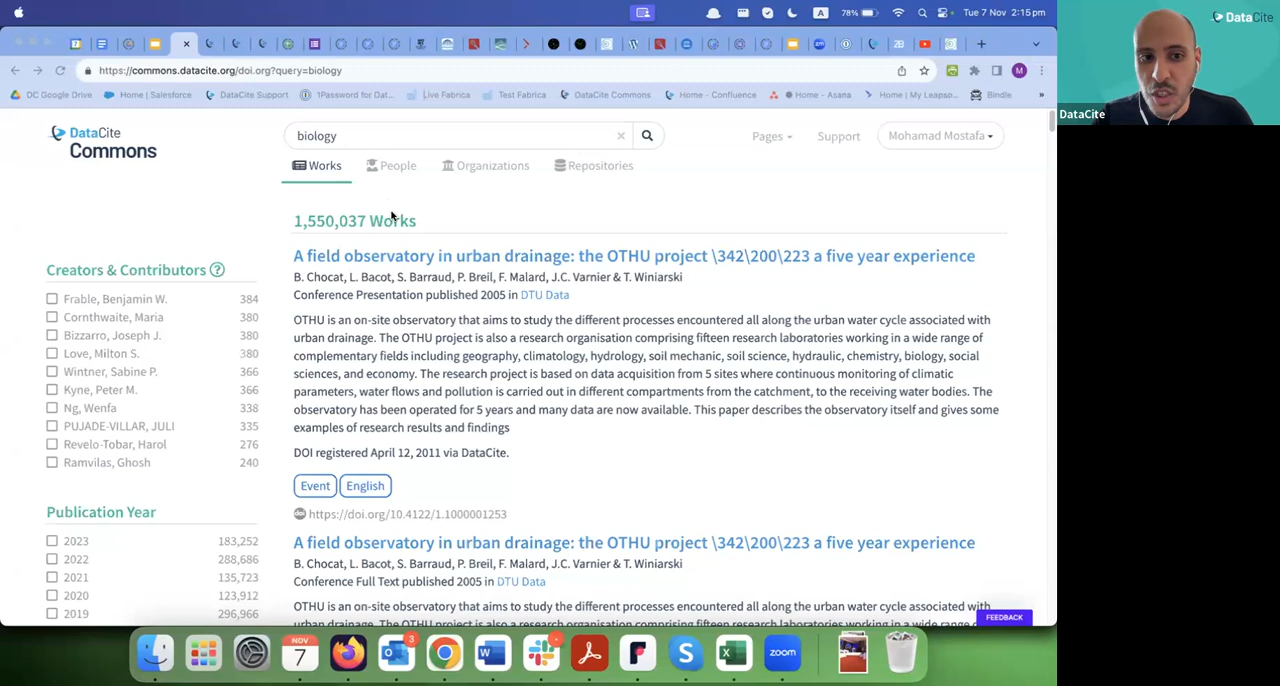 78%
Tue 7 Nov 2:15pm
A
DataCite
https://commons.datacite.org/doi.org?query=biology
M
DC Google Drive
Home | Salesforce
DataCite Support
1Password for Dat...
Live Fabrica
Test Fabrica
DataCite Commons
Home - Confluence
Home - Asana
Home | My Leapso...
Bindle
»
DataCite
DataCite
Commons
biology
Pages
Support
Mohamad Mostafa
Works
People
Organizations
Repositories
1,550,037 Works
A field observatory in urban drainage: the OTHU project \342\200\223 a five year experience
B. Chocat, L. Bacot, S. Barraud, P. Breil, F. Malard, J.C. Varnier & T. Winiarski
Conference Presentation published 2005 in DTU Data
OTHU is an on-site observatory that aims to study the different processes encountered all along the urban water cycle associated with
urban drainage. The OTHU project is also a research organisation comprising fifteen research laboratories working in a wide range of
complementary fields including geography, climatology, hydrology, soil mechanic, soil science, hydraulic, chemistry, biology, social
sciences, and economy. The research project is based on data acquisition from 5 sites where continuous monitoring of climatic
parameters, water flows and pollution is carried out in different compartments from the catchment, to the receiving water bodies. The
observatory has been operated for 5 years and many data are now available. This paper describes the observatory itself and gives some
examples of research results and findings
DOI registered April 12, 2011 via DataCite.
Event
English
https://doi.org/10.4122/1.1000001253
A field observatory in urban drainage: the OTHU project \342\200\223 a five year experience
B. Chocat, L. Bacot, S. Barraud, P. Breil, F. Malard, J.C. Varnier & T. Winiarski
Conference Full Text published 2005 in DTU Data
OTHU is an on-site observatory that aims to study the different processes encountered all along the urban water cycle associated with
Creators & Contributors ?
Frable, Benjamin W. 384
Cornthwaite, Maria 380
Bizzarro, Joseph J. 380
Love, Milton S. 380
Wintner, Sabine P. 366
Kyne, Peter M. 366
Ng, Wenfa 338
PUJADE-VILLAR, JULI 335
Revelo-Tobar, Harol 276
Ramvilas, Ghosh 240
Publication Year
2023 183,252
2022 288,686
2021 135,723
2020 123,912
2019 296,966
FEEDBACK
NOV
7
3
zoom